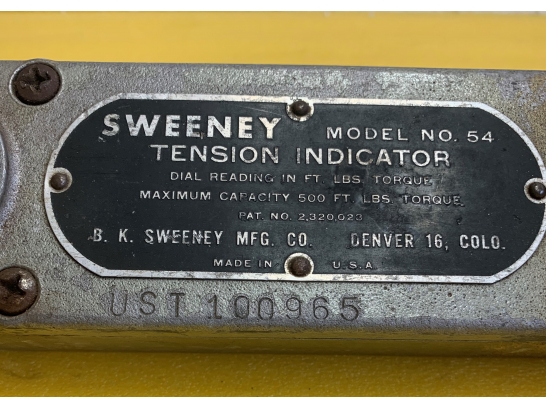 SWEENEY MODEL NO. 54
TENSION INDICATOR
DIAL READING IN FT. LBS. TORQUE
MAXIMUM CAPACITY 500 FT. LBS. TORQUE.
PAT. NO. 2,320,023
B. K. SWEENEY MFG. CO. DENVER 16, COLO.
MADE IN U.S.A.
UST 100965